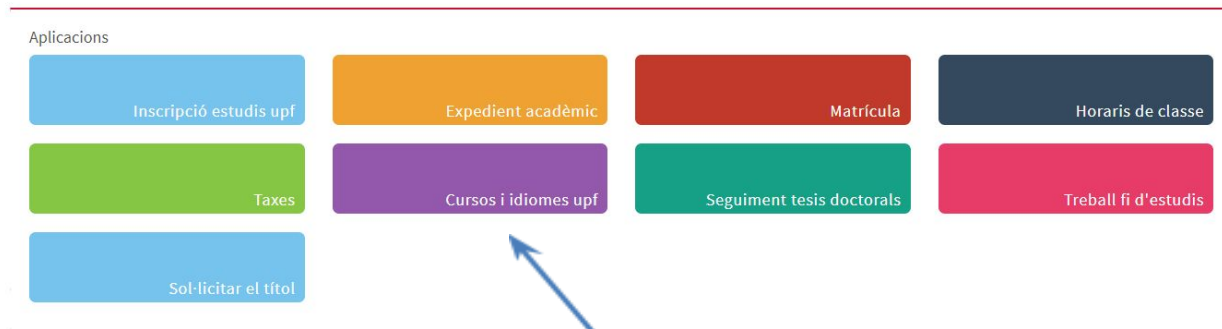 Aplicacions
Inscripció estudis upf
Expedient acadèmic
Matrícula
Horaris de classe
Taxes
Cursos i idiomes upf
Seguiment tesis doctorals
Treball fi d'estudis
Sol·licitar el títol